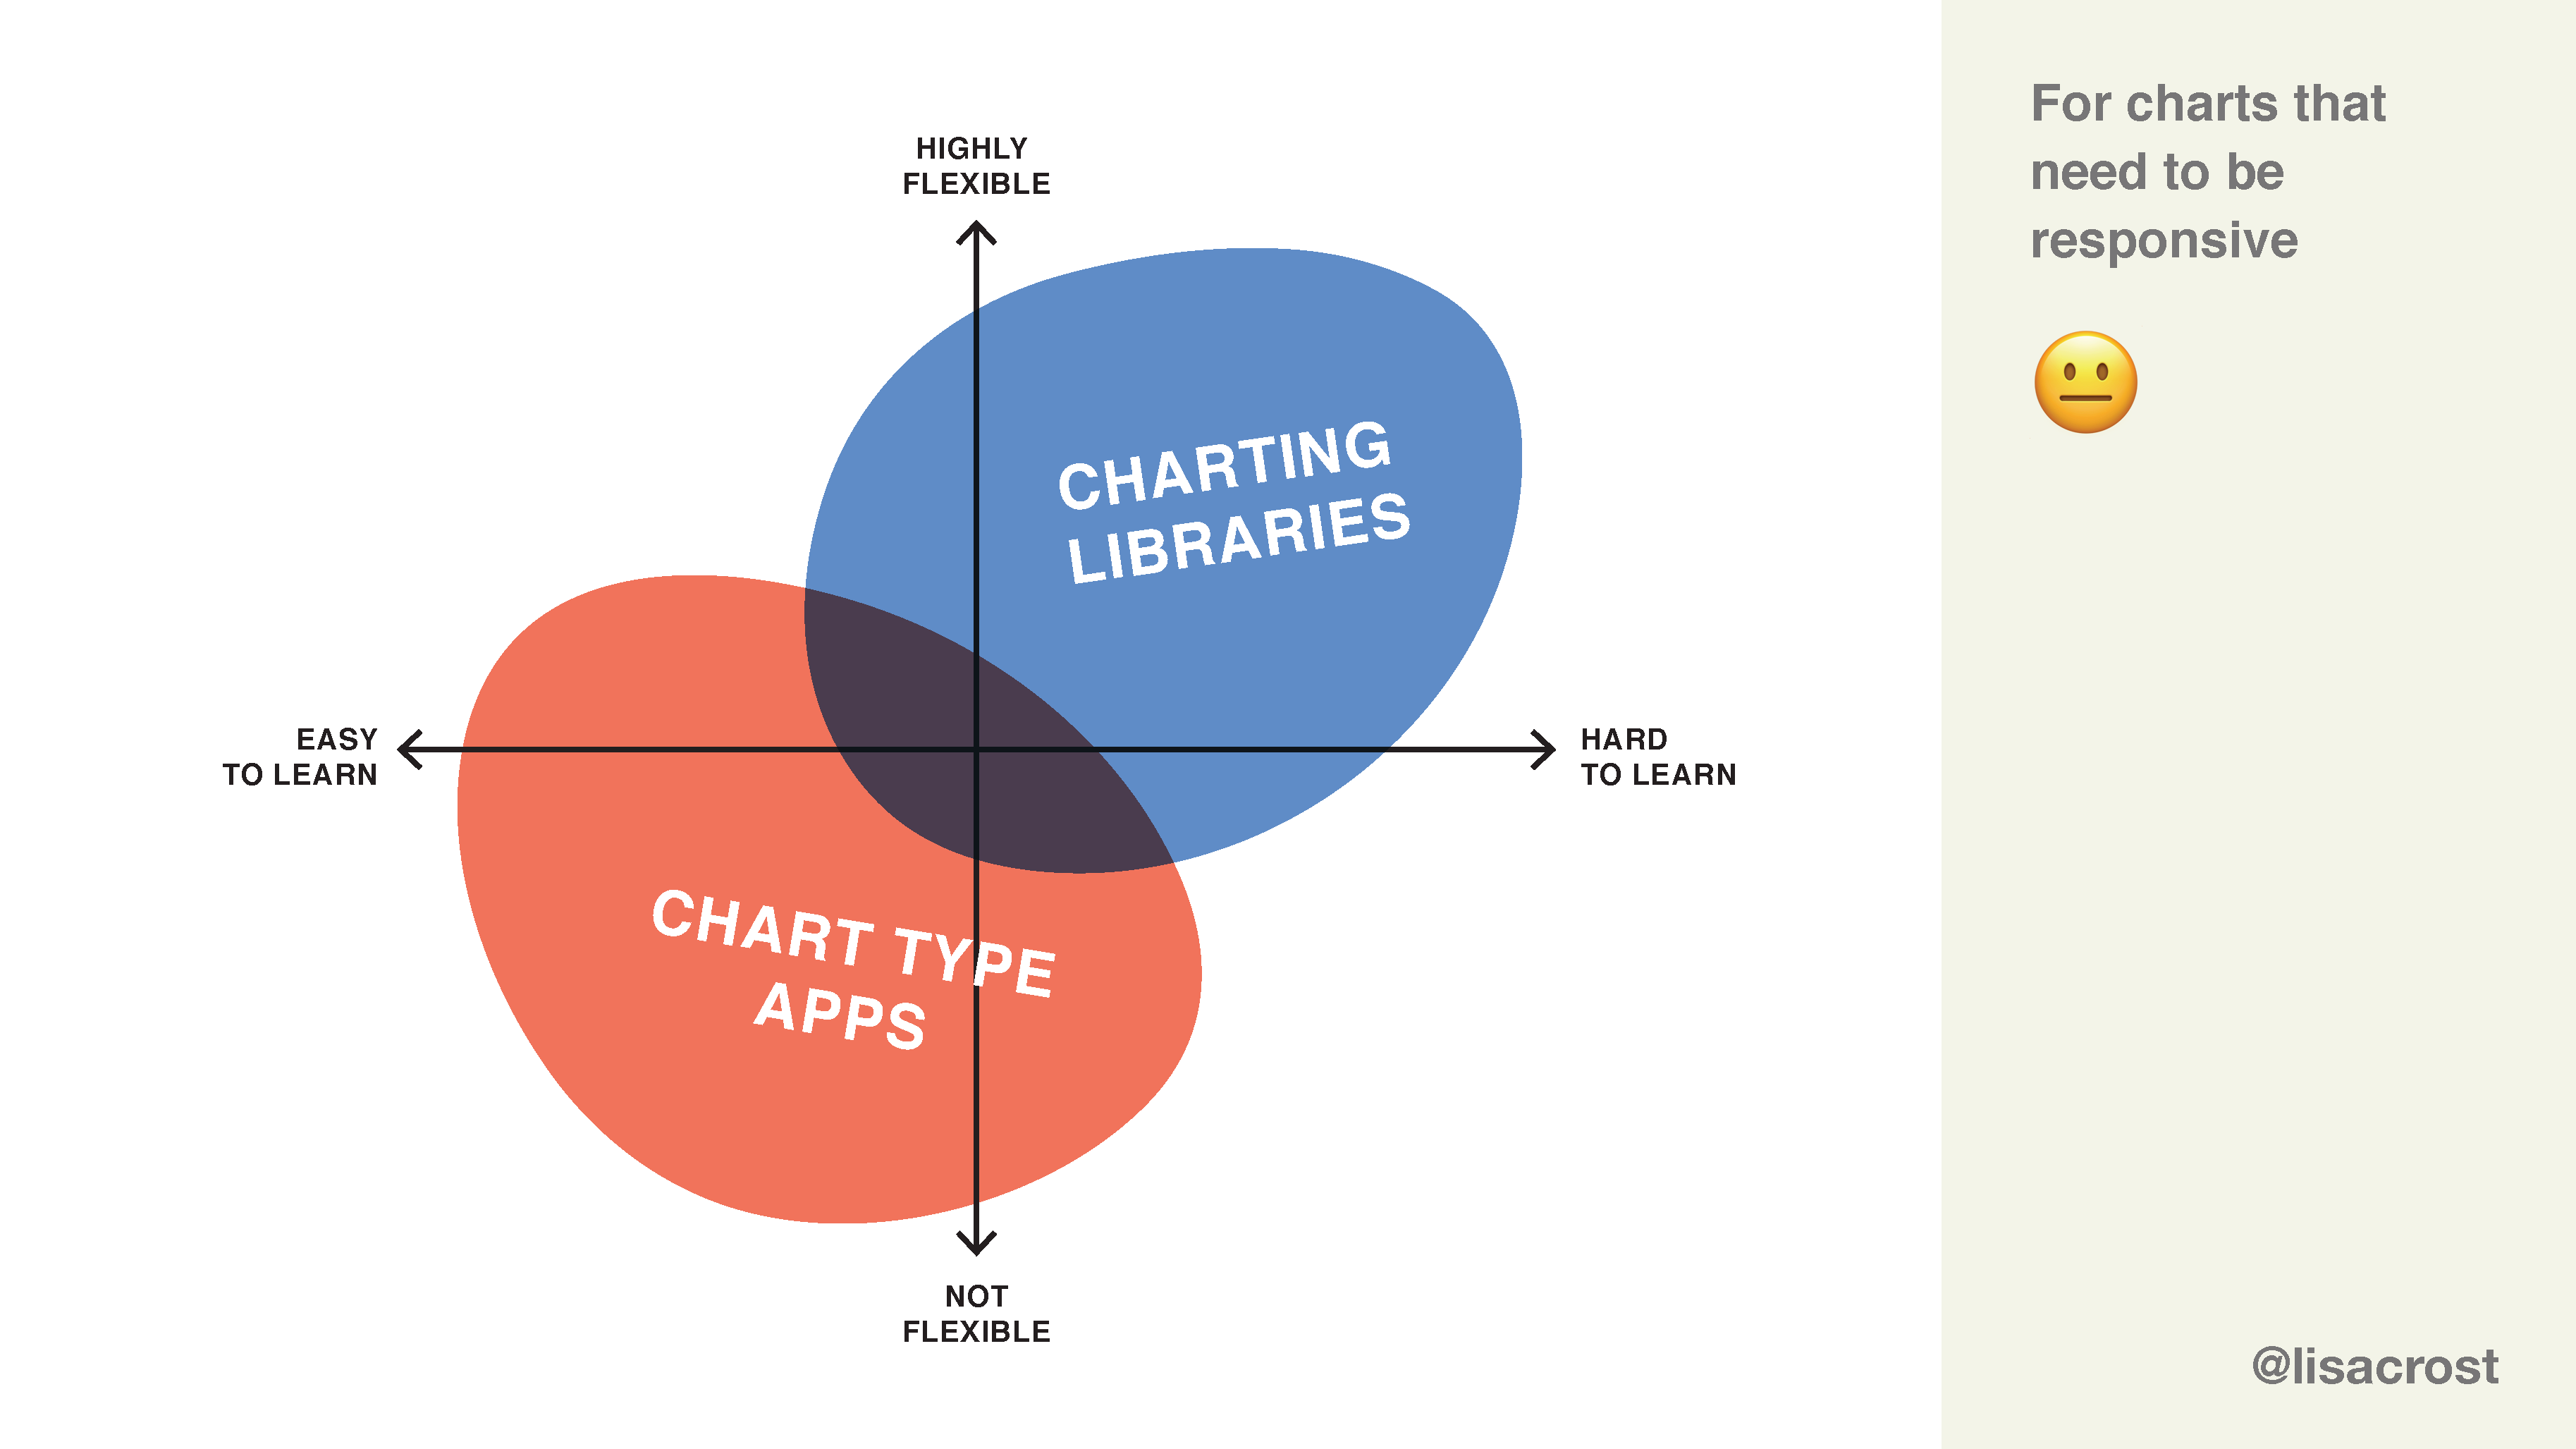 HIGHLY
FLEXIBLE
CHARTING
LIBRARIES
EASY
TO LEARN
HARD
TO LEARN
CHART TYPE
APPS
NOT
FLEXIBLE
For charts that
need to be
responsive
@lisacrost